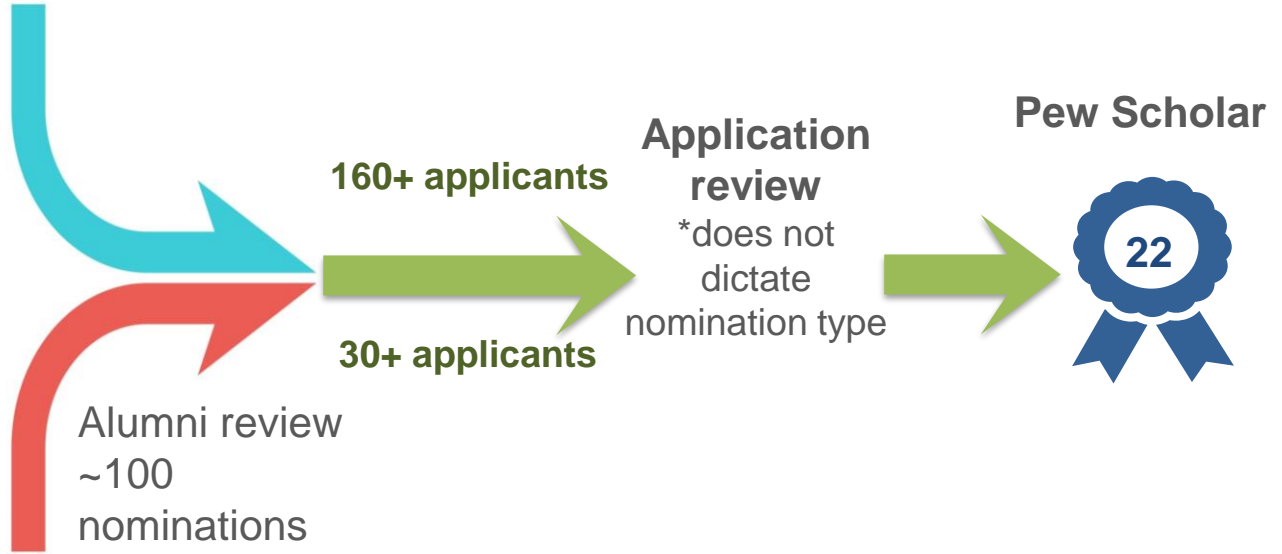 160+ applicants
30+ applicants
Alumni review
~100
nominations
Application
review
*does not
dictate
nomination type
Pew Scholar
22